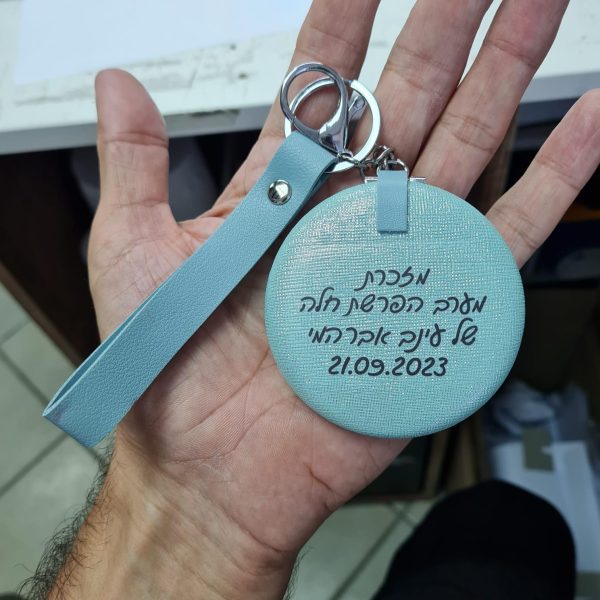 מזכרת
מערב הפרשת חלה
של עינב אברהמי
21.09.2023